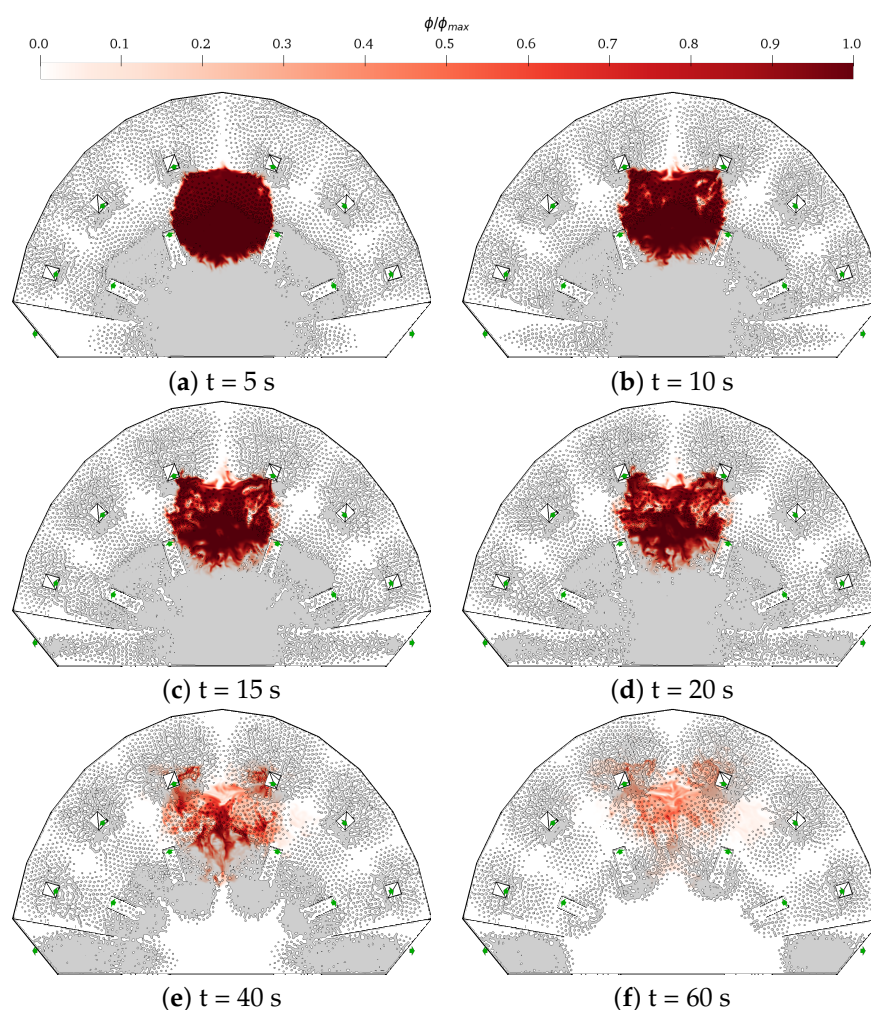 ϕ/ϕmax
0.0 0.1 0.2 0.3 0.4 0.5 0.6 0.7 0.8 0.9 1.0
(a) t = 5 s (b) t = 10 s
(c) t = 15 s (d) t = 20 s
(e) t = 40 s (f) t = 60 s